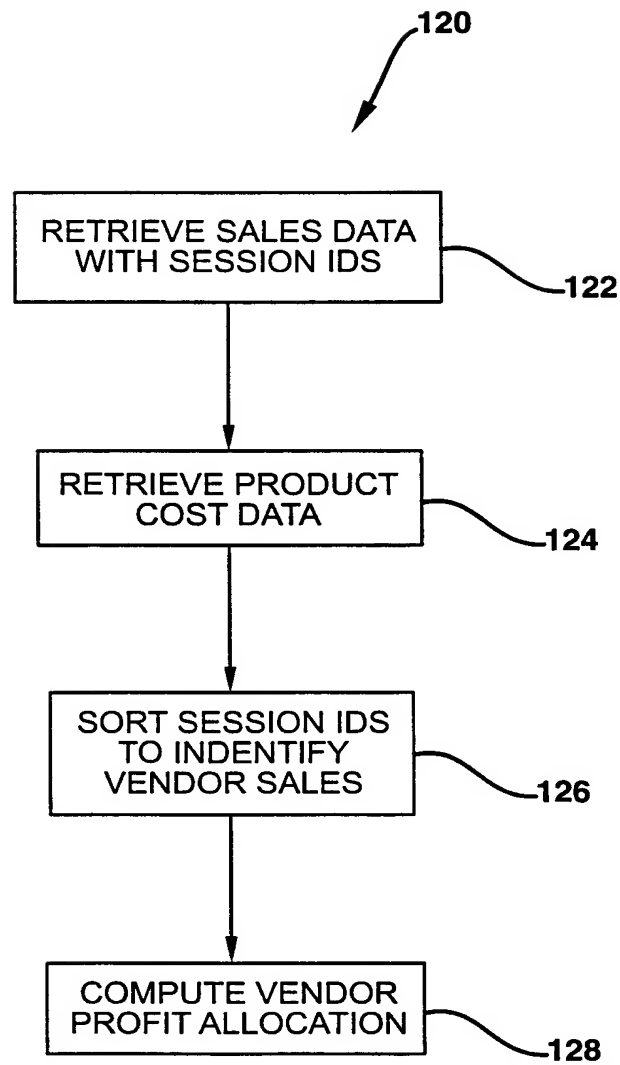 120
RETRIEVE SALES DATA
WITH SESSION IDS
122
RETRIEVE PRODUCT
COST DATA
124
SORT SESSION IDS
TO INDENTIFY
VENDOR SALES
126
COMPUTE VENDOR
PROFIT ALLOCATION
128